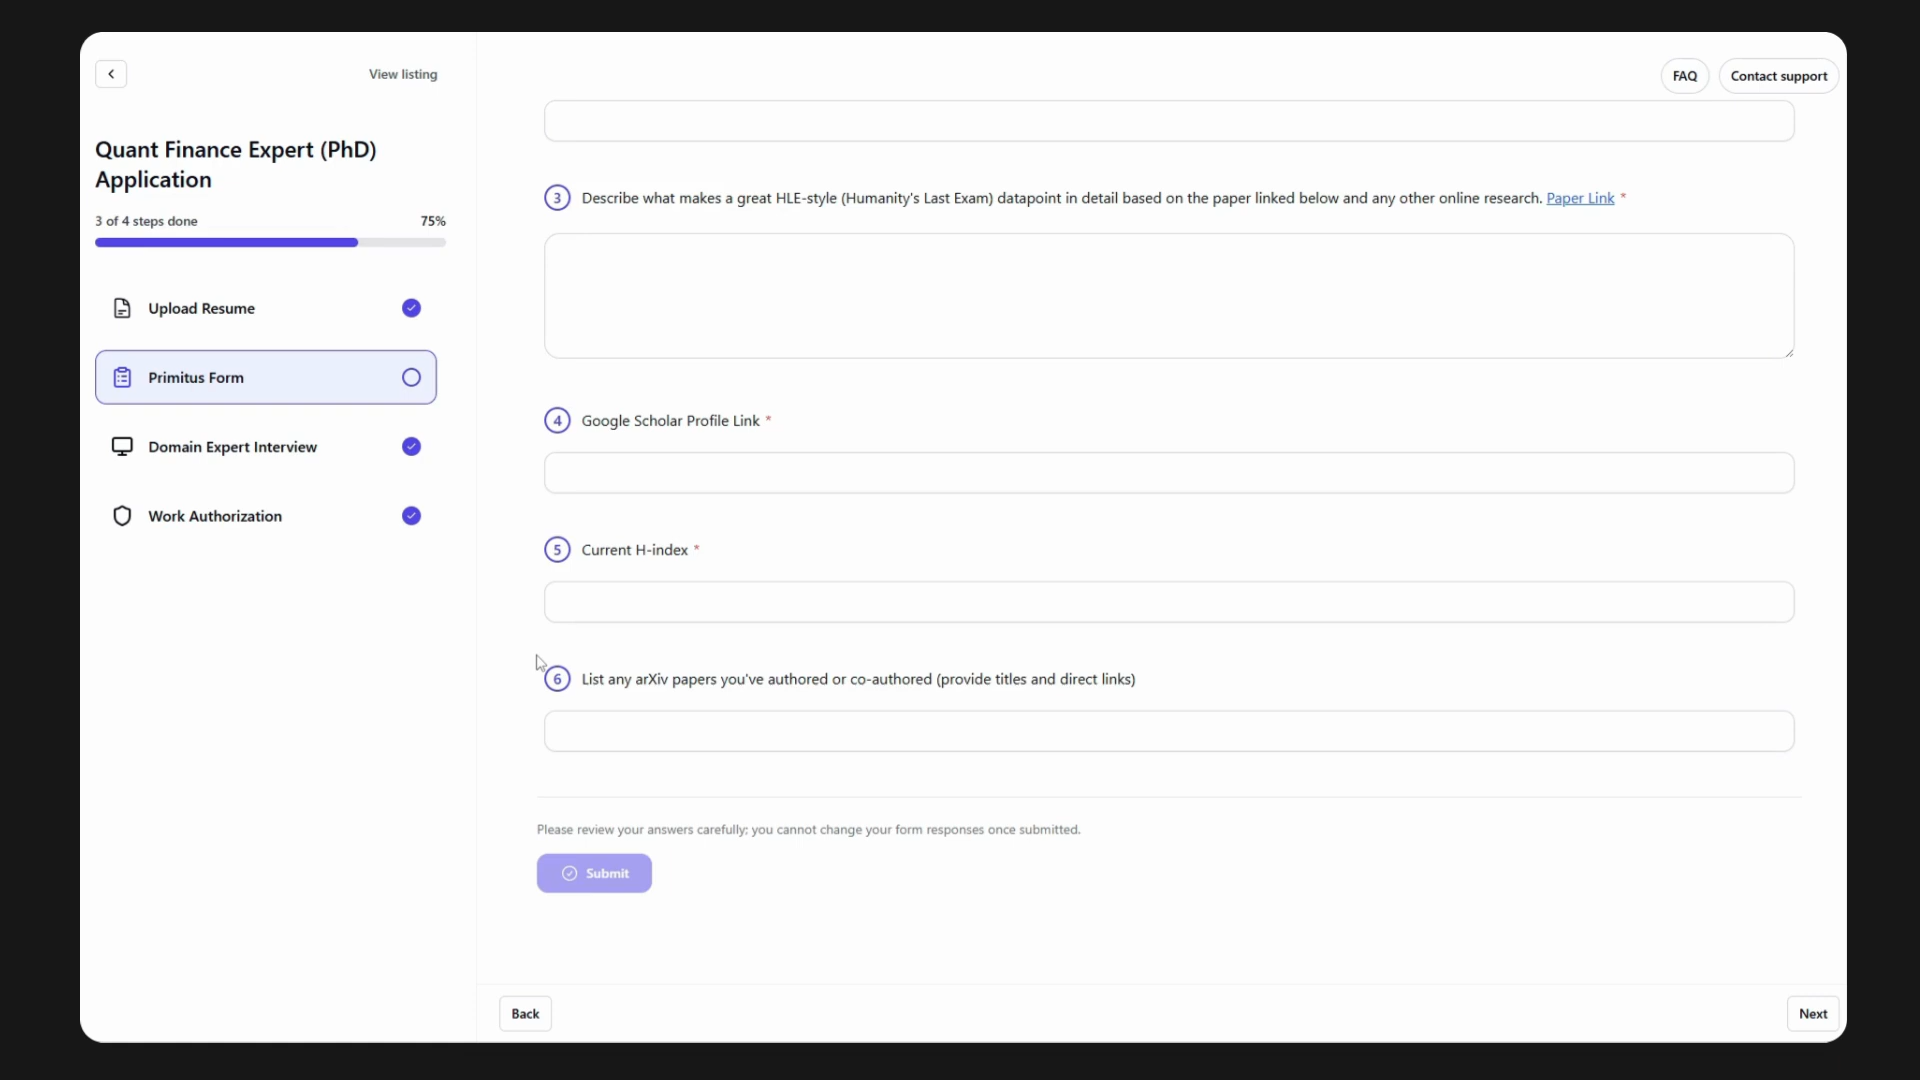 View listing
FAQ
Contact support
Quant Finance Expert (PhD)
Application
3 of 4 steps done
75%
Upload Resume
Primitus Form
Domain Expert Interview
Work Authorization
3 Describe what makes a great HLE-style (Humanity's Last Exam) datapoint in detail based on the paper linked below and any other online research. Paper Link *
4 Google Scholar Profile Link *
5 Current H-index *
6 List any arXiv papers you've authored or co-authored (provide titles and direct links)
Please review your answers carefully; you cannot change your form responses once submitted.
Submit
Back
Next